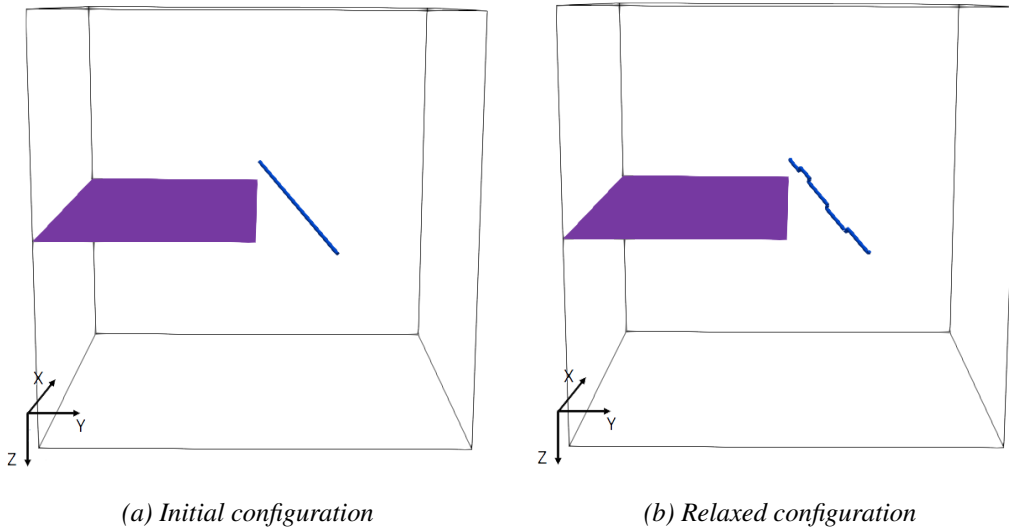 X
Y
Z
X
Y
Z
(a) Initial configuration
(b) Relaxed configuration